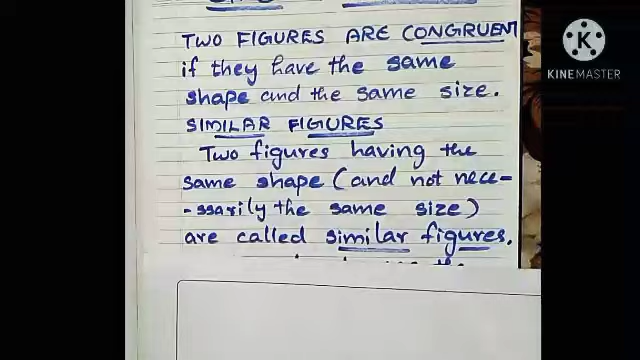 TWO FIGURES ARE CONGRUENT
if they have the same
shape and the same size.
SIMILAR FIGURES
Two figures having the
same shape (and not nece-
-ssarily the same size)
are called similar figures.
KINEMASTER